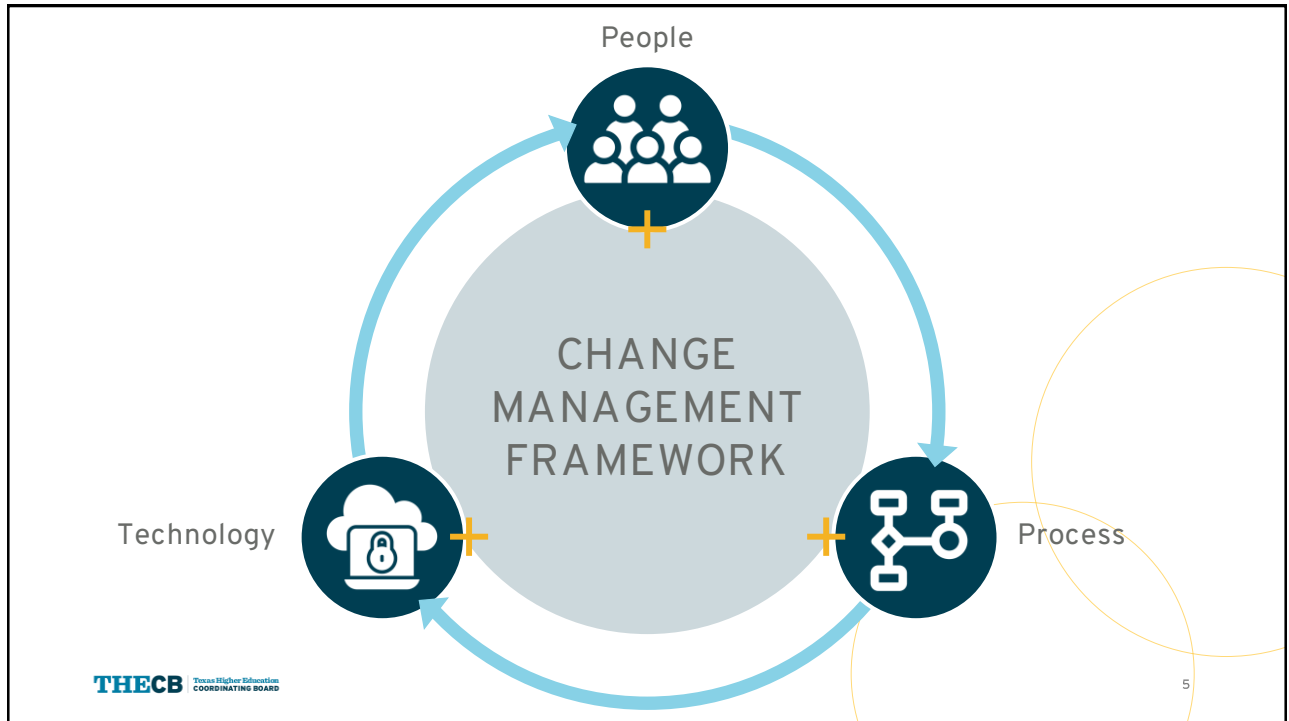 People
CHANGE
MANAGEMENT
FRAMEWORK
Technology
Process
THECB
Texas Higher Education
COORDINATING BOARD
5